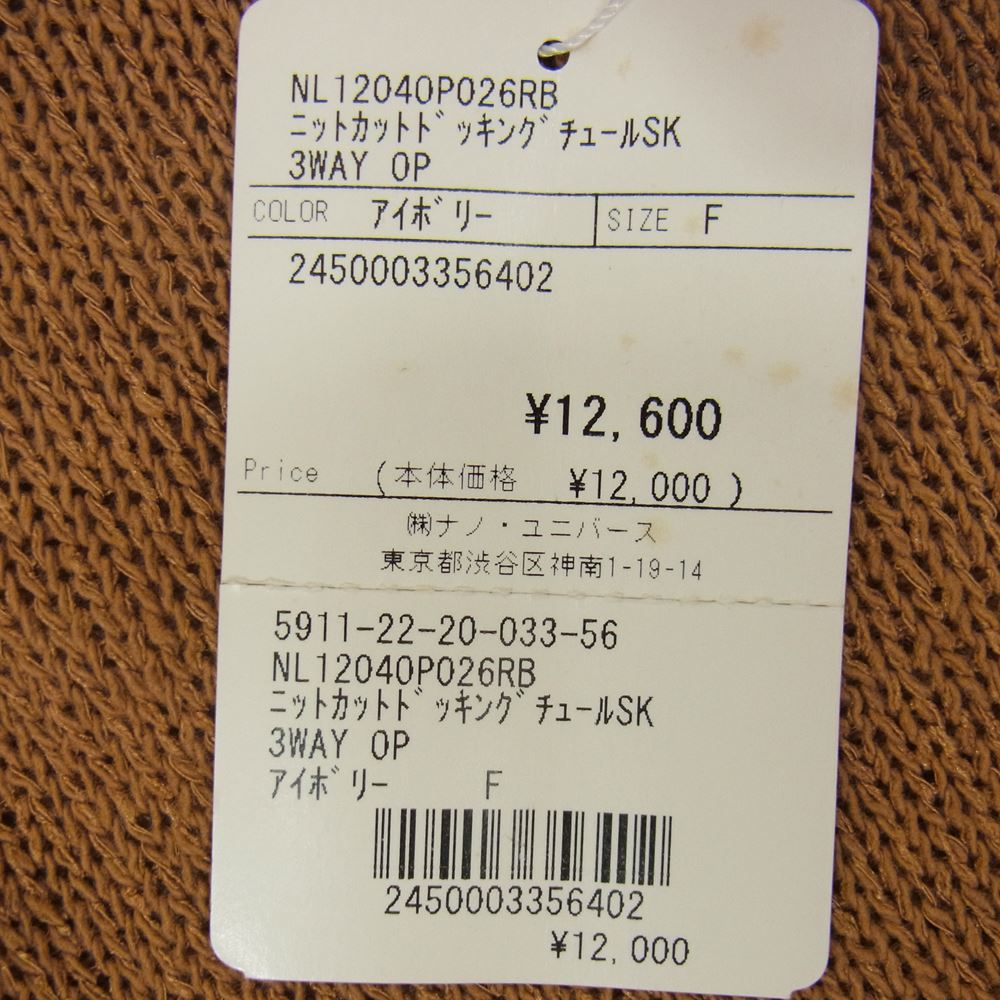 NL12040P026RB
ﾆｯﾄｶｯﾄﾄﾞｯｷﾝｸﾞﾁｭｰﾙSK
3WAY OP
COLOR ｱｲﾎﾞﾘｰ SIZE F
2450003356402
¥12,600
Price (本体価格 ¥12,000)
㈱ナノ・ユニバース
東京都渋谷区神南1-19-14
5911-22-20-033-56
NL12040P026RB
ﾆｯﾄｶｯﾄﾄﾞｯｷﾝｸﾞﾁｭｰﾙSK
3WAY OP
ｱｲﾎﾞﾘｰ F
2450003356402
¥12,000